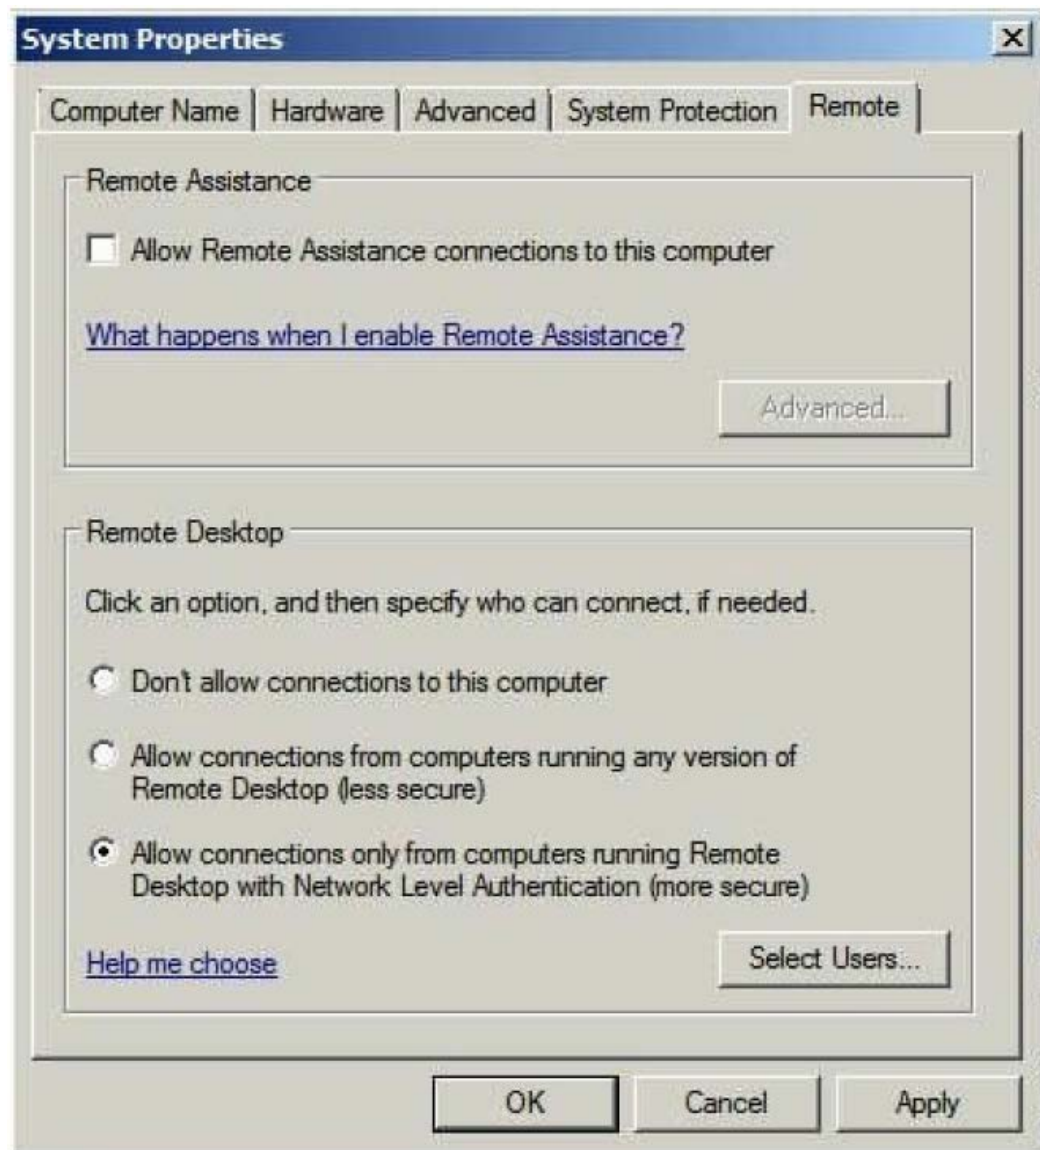 System Properties
Computer Name
Hardware
Advanced
System Protection
Remote
Remote Assistance
Allow Remote Assistance connections to this computer
What happens when I enable Remote Assistance?
Advanced...
Remote Desktop
Click an option, and then specify who can connect, if needed.
Don't allow connections to this computer
Allow connections from computers running any version of
Remote Desktop (less secure)
Allow connections only from computers running Remote
Desktop with Network Level Authentication (more secure)
Help me choose
Select Users...
OK
Cancel
Apply